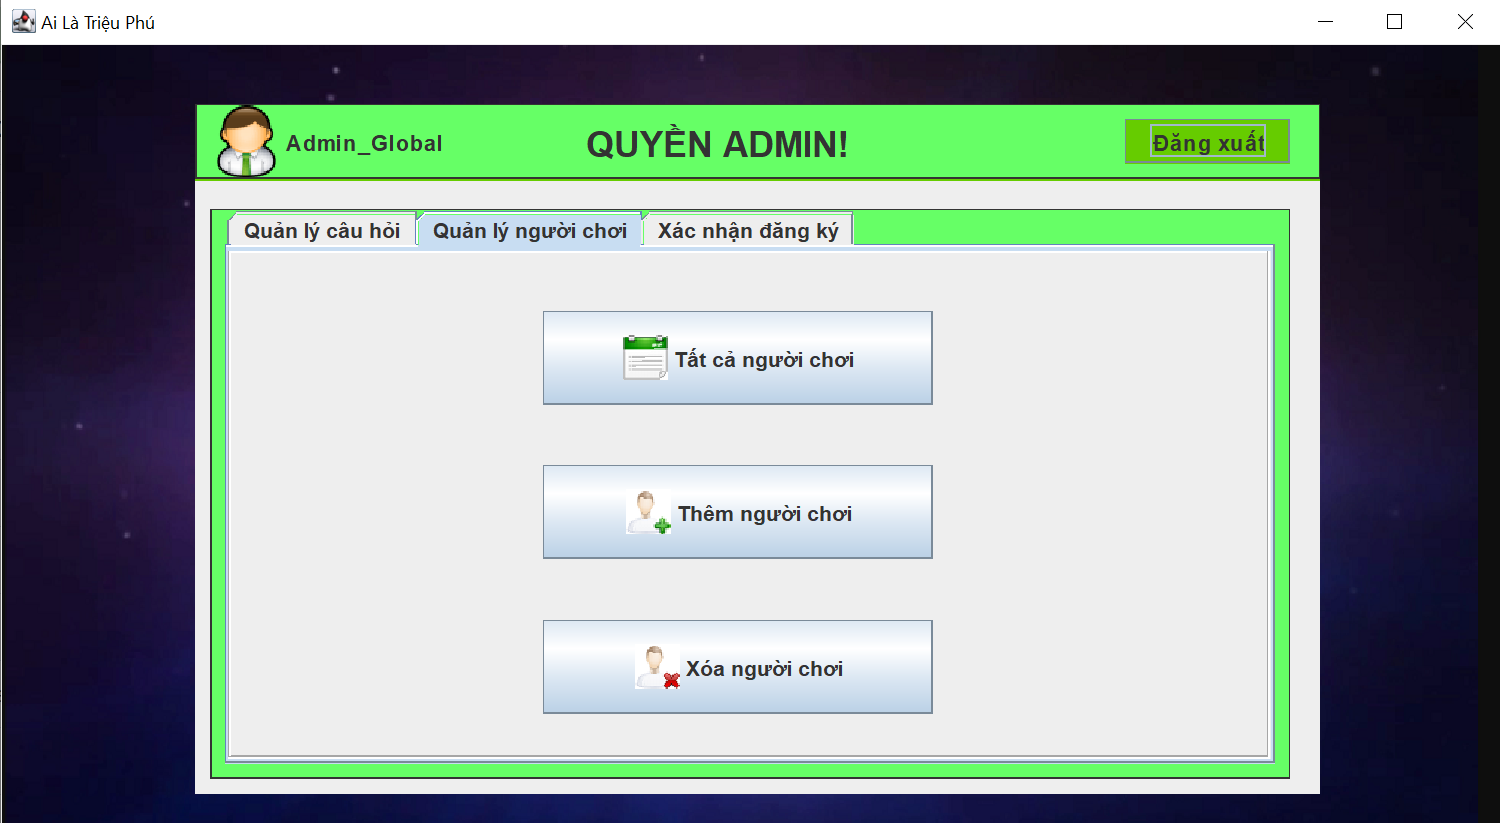 Ai Là Triệu Phú
Admin_Global
QUYỀN ADMIN!
Đăng xuất
Quản lý câu hỏi
Quản lý người chơi
Xác nhận đăng ký
Tất cả người chơi
Thêm người chơi
Xóa người chơi